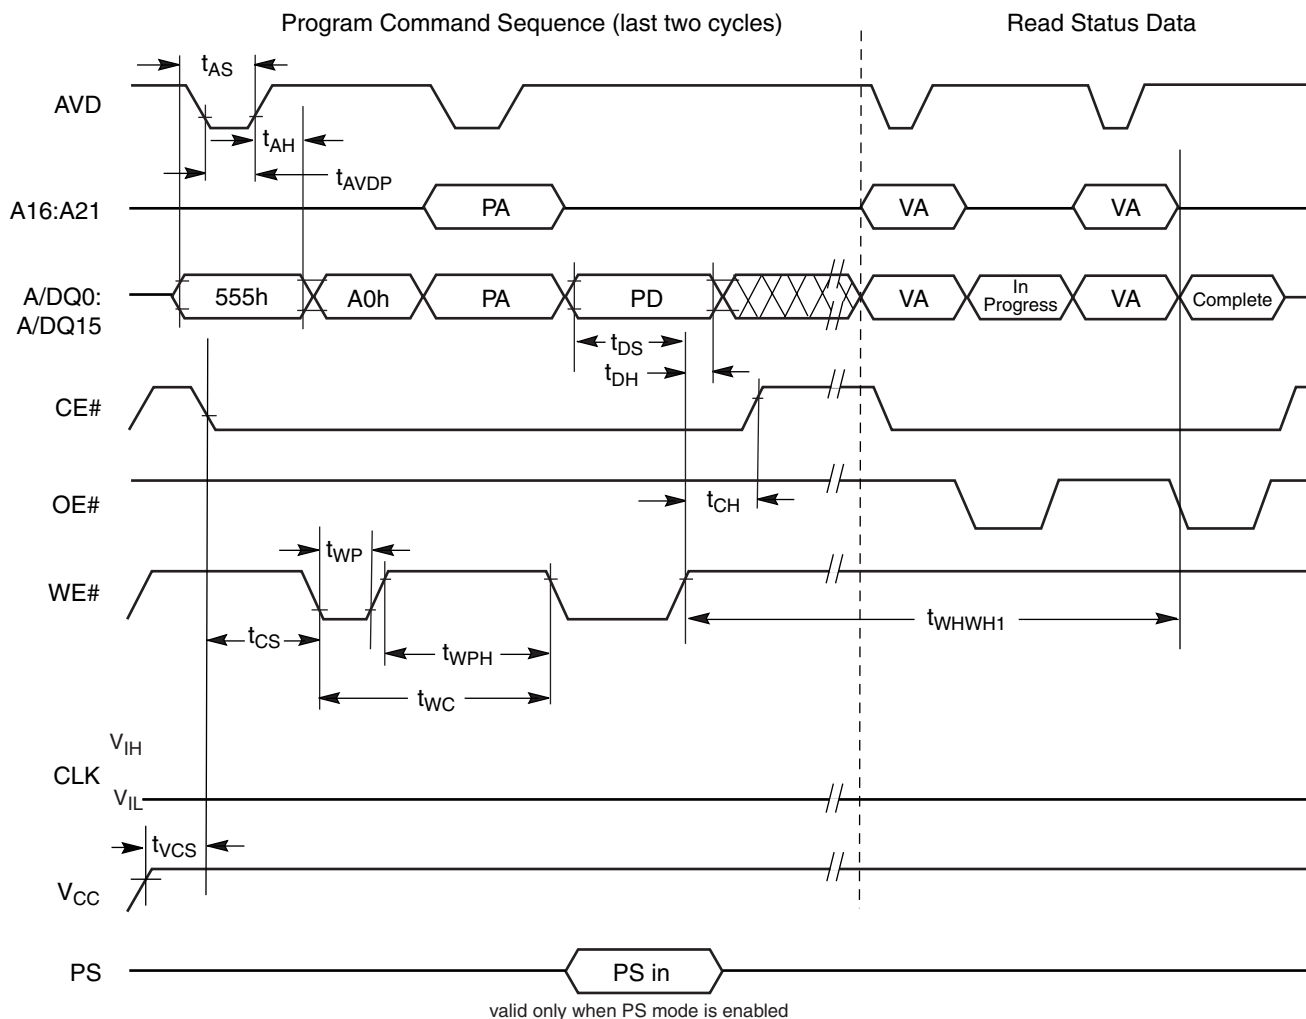 Program Command Sequence (last two cycles) Read Status Data
tAS
AVD
tAH
tAVDP
A16:A21 PA VA VA
A/DQ0:
A/DQ15
555h A0h PA PD VA In
Progress VA Complete
tDS
tDH
CE#
OE#
tCH
tWP
WE#
tCS tWPH tWHWH1
tWC
VIH
CLK
VIL
tVCS
VCC
PS PS in
valid only when PS mode is enabled